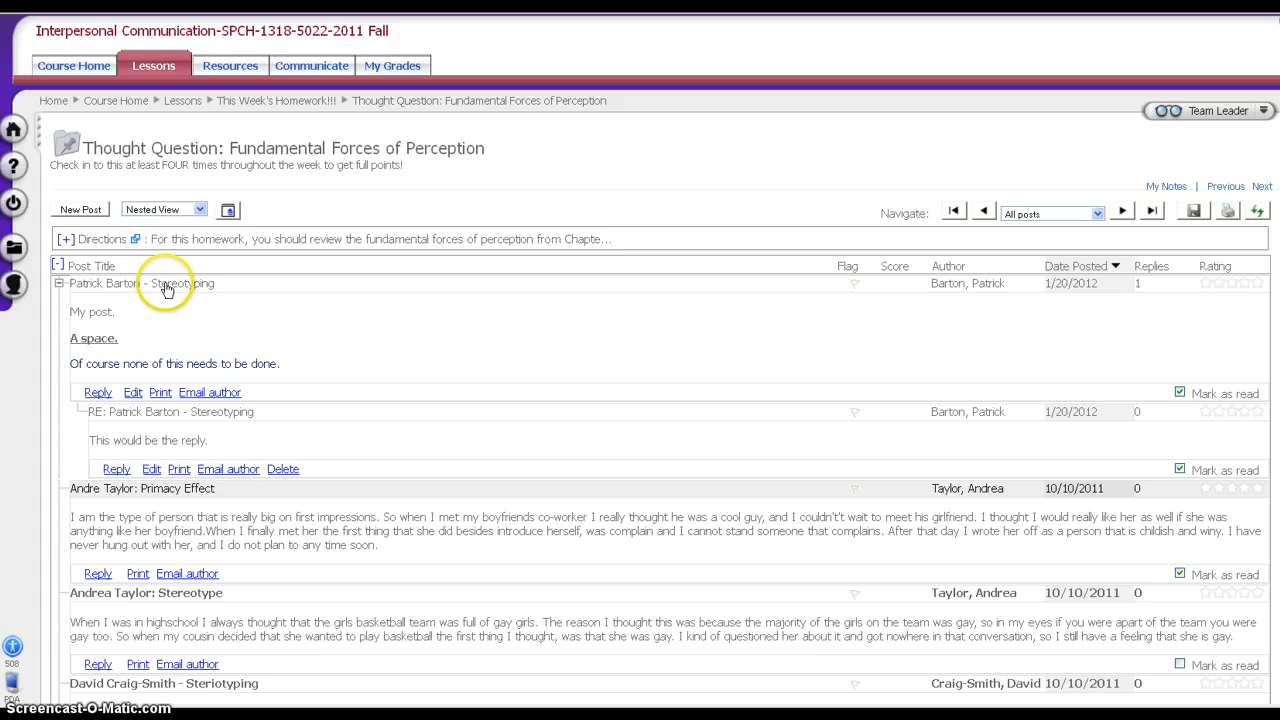 Interpersonal Communication-SPCH-1318-5022-2011 Fall
Course Home Lessons Resources Communicate My Grades
Home Course Home Lessons This Week's Homework!!! Thought Question: Fundamental Forces of Perception
Team Leader
Thought Question: Fundamental Forces of Perception
Check in to this at least FOUR times throughout the week to get full points!
My Notes | Previous Next
New Post Nested View Navigate: All posts
[+] Directions : For this homework, you should review the fundamental forces of perception from Chapte...
[-] Post Title Flag Score Author Date Posted Replies Rating
Patrick Barton - Stereotyping Barton, Patrick 1/20/2012 1
My post.
A space.
Of course none of this needs to be done.
Reply Edit Print Email author Mark as read
RE: Patrick Barton - Stereotyping Barton, Patrick 1/20/2012 0
This would be the reply.
Reply Edit Print Email author Delete Mark as read
Andre Taylor: Primacy Effect Taylor, Andrea 10/10/2011 0
I am the type of person that is really big on first impressions. So when I met my boyfriends co-worker I really thought he was a cool guy, and I couldn't't wait to meet his girlfriend. I thought I would really like her as well if she was
anything like her boyfriend.When I finally met her the first thing that she did besides introduce herself, was complain and I cannot stand someone that complains. After that day I wrote her off as a person that is childish and winy. I have
never hung out with her, and I do not plan to any time soon.
Reply Print Email author Mark as read
Andrea Taylor: Stereotype Taylor, Andrea 10/10/2011 0
When I was in highschool I always thought that the girls basketball team was full of gay girls. The reason I thought this was because the majority of the girls on the team was gay, so in my eyes if you were apart of the team you were
gay too. So when my cousin decided that she wanted to play basketball the first thing I thought, was that she was gay. I kind of questioned her about it and got nowhere in that conversation, so I still have a feeling that she is gay.
Reply Print Email author Mark as read
508
David Craig-Smith - Steriotyping Craig-Smith, David 10/10/2011 0
PDA
Screencast-O-Matic.com